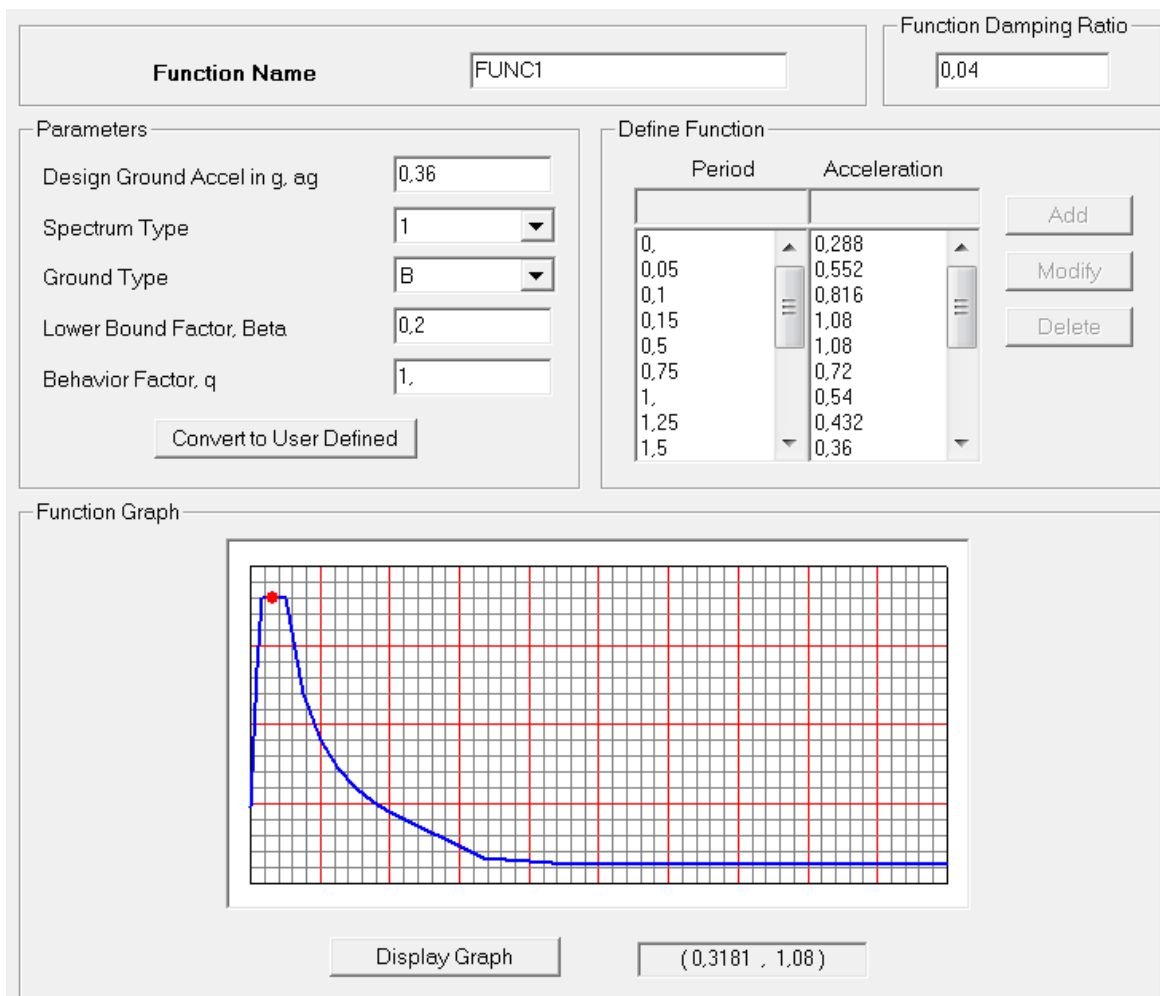 Function Damping Ratio
Function Name FUNC1 0,04
Parameters
Design Ground Accel in g, ag 0,36
Spectrum Type 1
Ground Type B
Lower Bound Factor, Beta 0,2
Behavior Factor, q 1,
Convert to User Defined
Define Function
Period Acceleration
0, 0,288
0,05 0,552
0,1 0,816
0,15 1,08
0,5 1,08
0,75 0,72
1, 0,54
1,25 0,432
1,5 0,36
Add
Modify
Delete
Function Graph
Display Graph (0,3181 , 1,08)